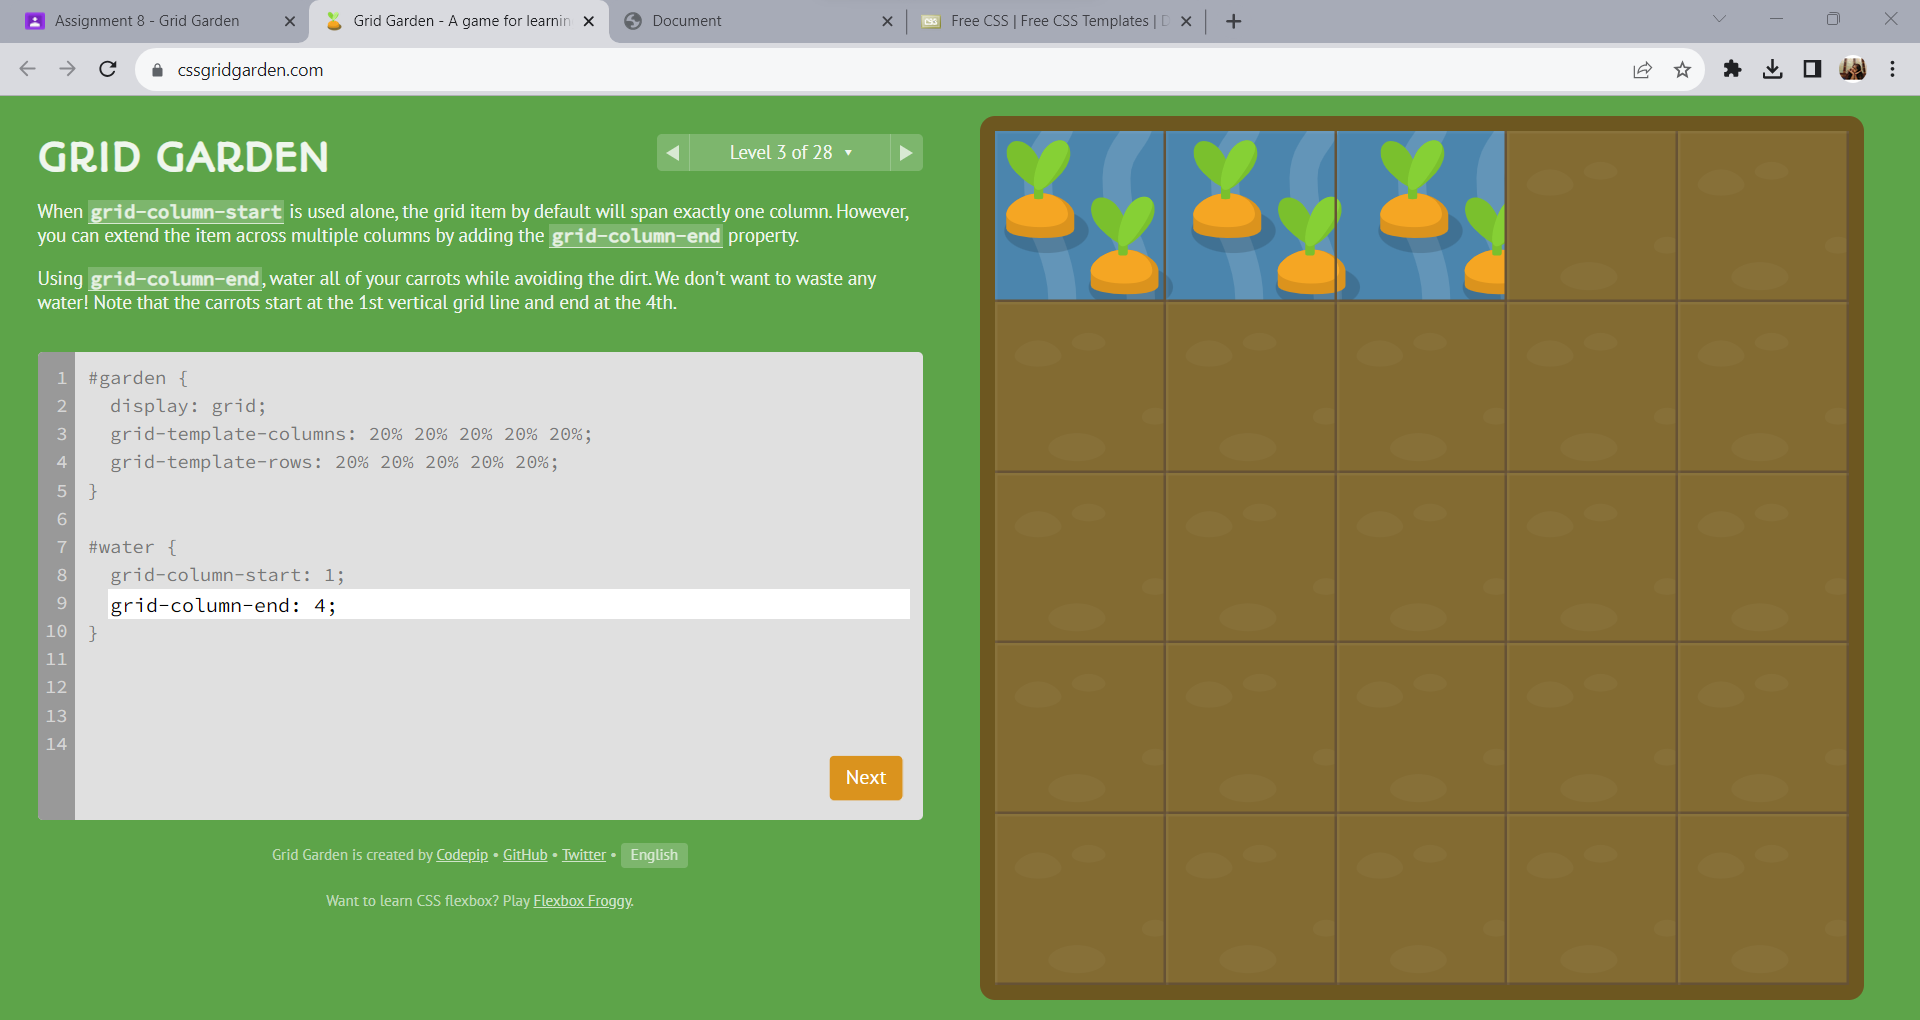 Assignment 8 - Grid Garden
Grid Garden - A game for learnin
Document
Free CSS | Free CSS Templates | D
cssgridgarden.com
GRID GARDEN
Level 3 of 28
When grid-column-start is used alone, the grid item by default will span exactly one column. However,
you can extend the item across multiple columns by adding the grid-column-end property.
Using grid-column-end, water all of your carrots while avoiding the dirt. We don't want to waste any
water! Note that the carrots start at the 1st vertical grid line and end at the 4th.
1 #garden {
2 display: grid;
3 grid-template-columns: 20% 20% 20% 20% 20%;
4 grid-template-rows: 20% 20% 20% 20% 20%;
5 }
6
7 #water {
8 grid-column-start: 1;
9 grid-column-end: 4;
10 }
11
12
13
14
Next
Grid Garden is created by Codepip • GitHub • Twitter • English
Want to learn CSS flexbox? Play Flexbox Froggy.